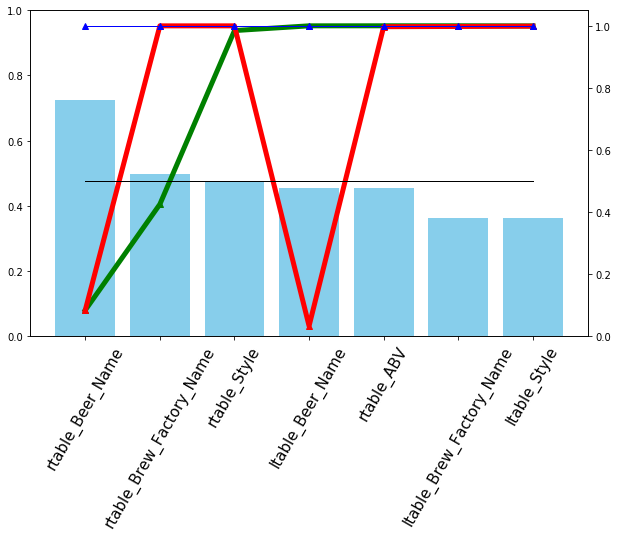 1.0
0.8
0.6
0.4
0.2
0.0
1.0
0.8
0.6
0.4
0.2
0.0
rtable_Beer_Name
rtable_Brew_Factory_Name
rtable_Style
ltable_Beer_Name
rtable_ABV
ltable_Brew_Factory_Name
ltable_Style